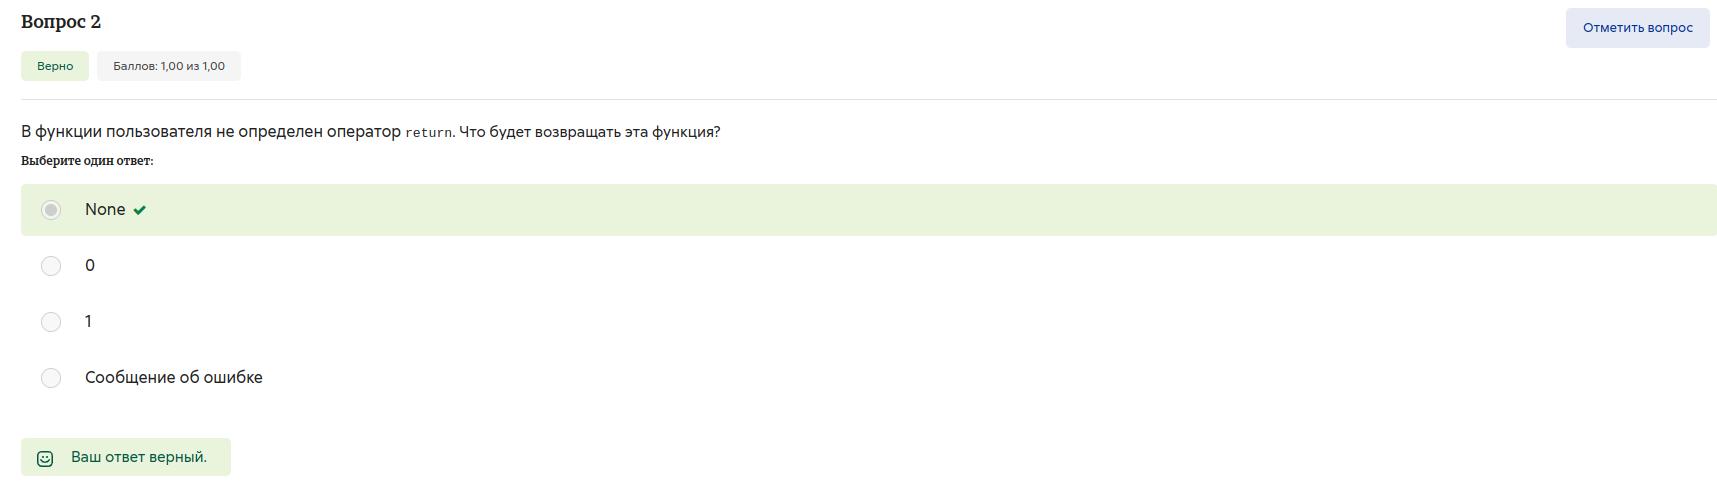 Вопрос 2
Отметить вопрос
Верно
Баллов: 1,00 из 1,00
В функции пользователя не определен оператор return. Что будет возвращать эта функция?
Выберите один ответ:
None
0
1
Сообщение об ошибке
Ваш ответ верный.